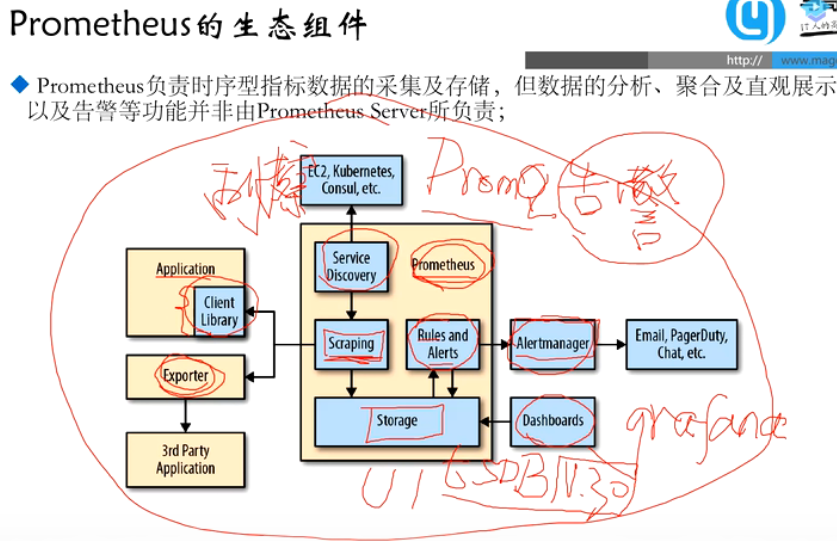 Prometheus的生态组件
http:// www.mag
Prometheus负责时序型指标数据的采集及存储，但数据的分析、聚合及直观展示
以及告警等功能并非由Prometheus Server所负责；
EC2, Kubernetes,
Consul, etc.
PromQL
告警
Service
Discovery
Prometheus
Application
Client
Library
Scraping
Rules and
Alerts
Alertmanager
Email, PagerDuty,
Chat, etc.
Exporter
Storage
Dashboards
grafana
3rd Party
Application
UI
TSDB